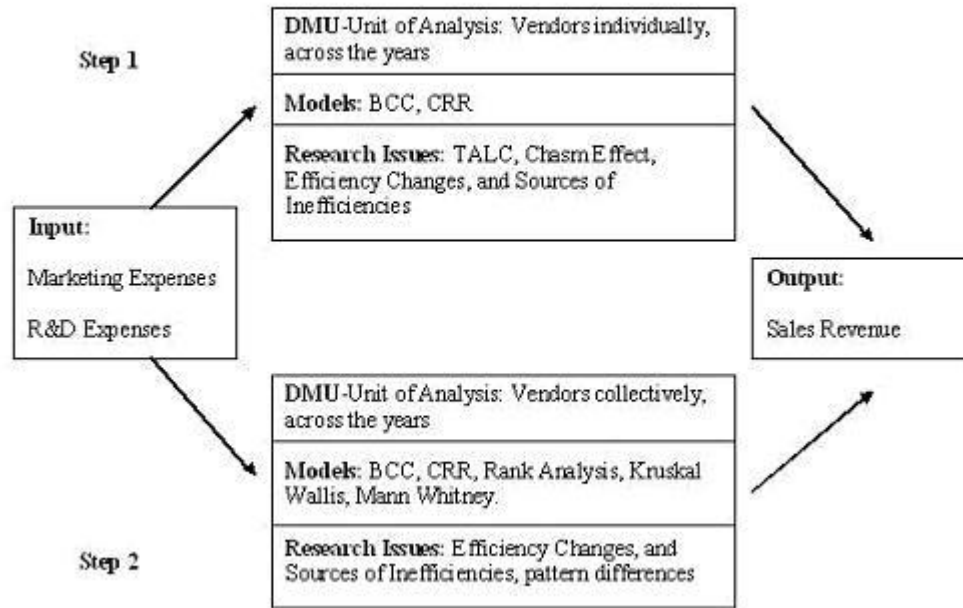 Step 1
DMU-Unit of Analysis: Vendors individually,
across the years
Models: BCC, CRR
Research Issues: TALC, Chasm Effect,
Efficiency Changes, and Sources of
Inefficiencies
Input:
Marketing Expenses
R&D Expenses
Output:
Sales Revenue
DMU-Unit of Analysis: Vendors collectively,
across the years
Models: BCC, CRR, Rank Analysis, Kruskal
Wallis, Mann Whitney.
Research Issues: Efficiency Changes, and
Sources of Inefficiencies, pattern differences
Step 2